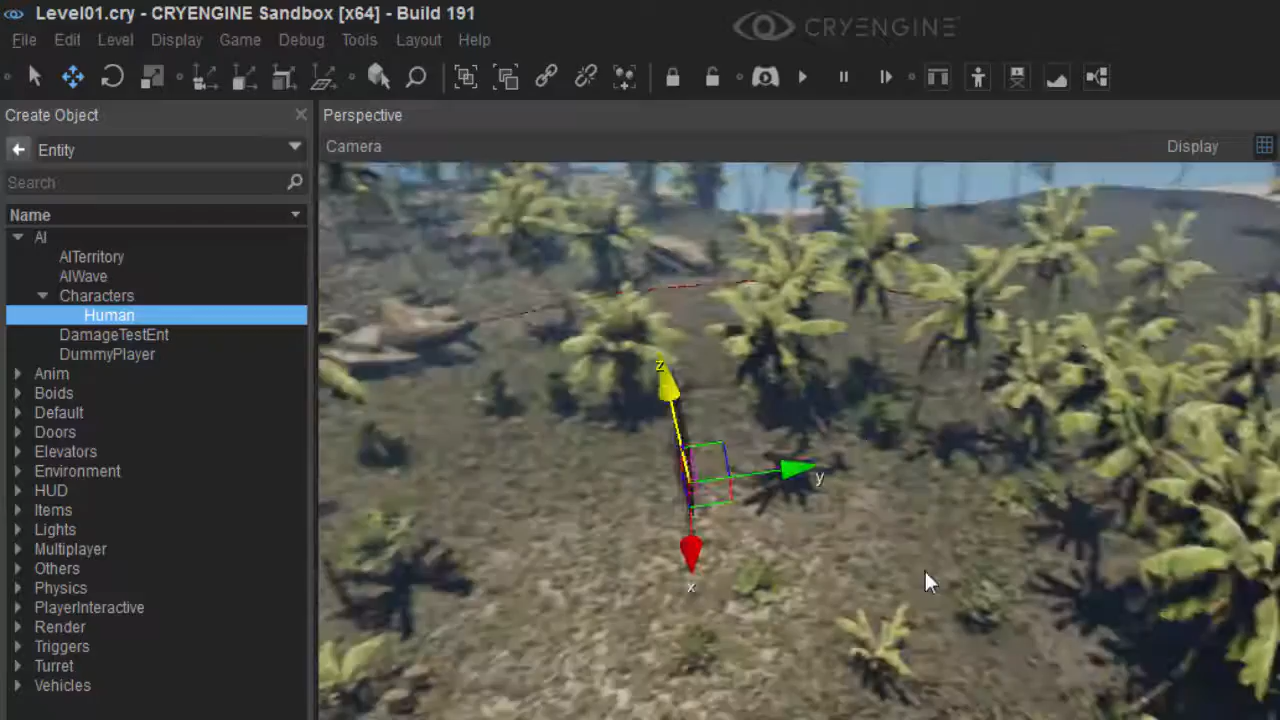 Level01.cry - CRYENGINE Sandbox [x64] - Build 191
CRYENGINE
File Edit Level Display Game Debug Tools Layout Help
Create Object
Perspective
Entity
Camera
Display
Search
Name
AI
AITerritory
AIWave
Characters
Human
DamageTestEnt
DummyPlayer
Anim
Boids
Default
Doors
Elevators
Environment
HUD
Items
Lights
Multiplayer
Others
Physics
PlayerInteractive
Render
Triggers
Turret
Vehicles
z
y
x